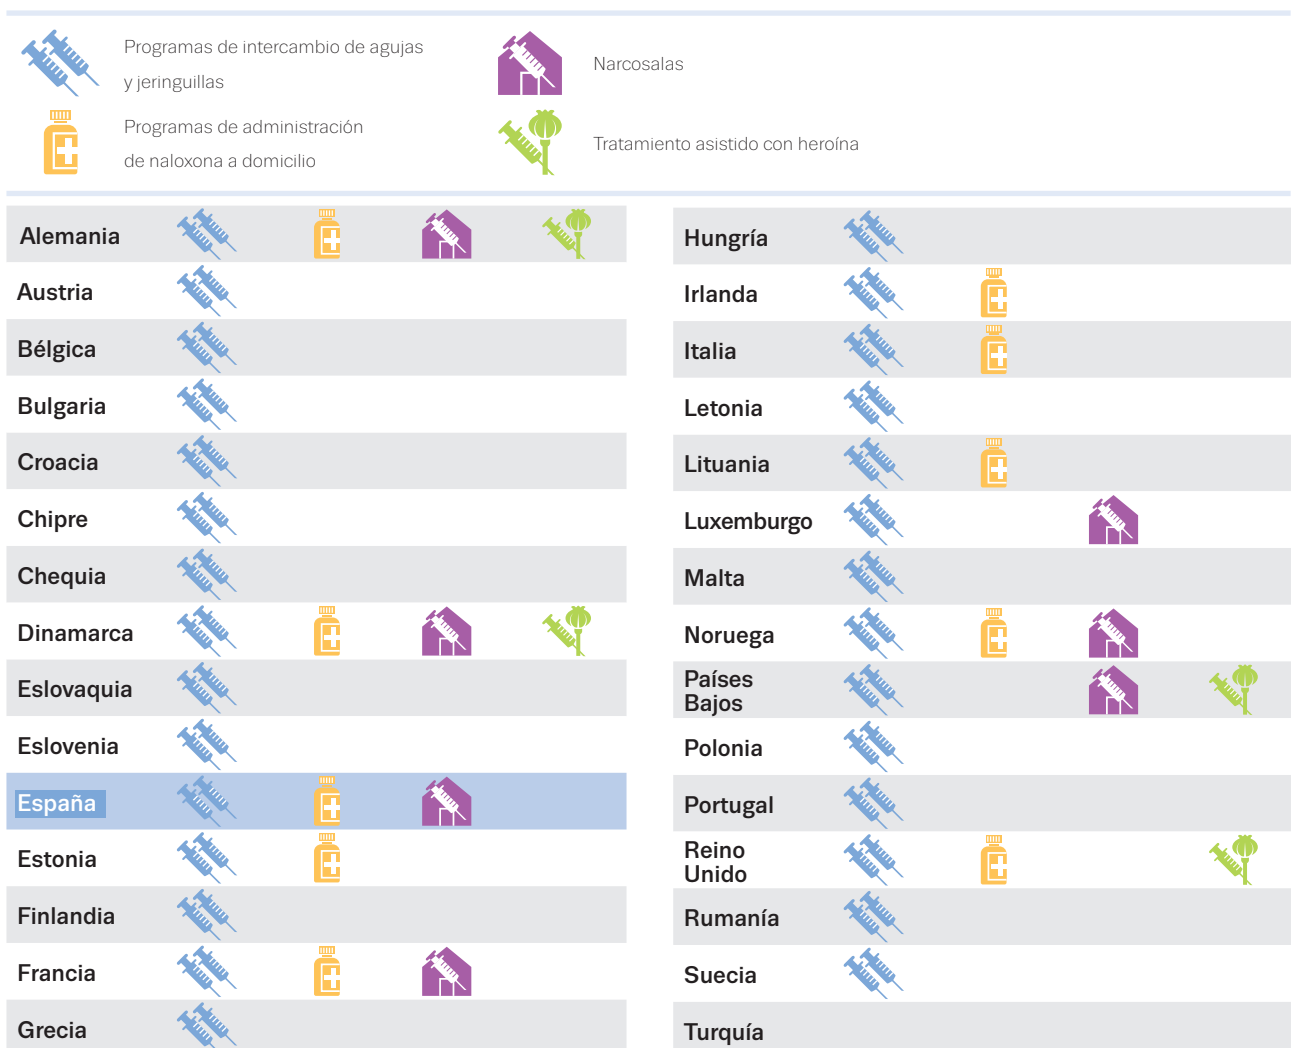 Programas de intercambio de agujas
y jeringuillas
Narcosalas
Programas de administración
de naloxona a domicilio
Tratamiento asistido con heroína
Alemania
Austria
Bélgica
Bulgaria
Croacia
Chipre
Chequia
Dinamarca
Eslovaquia
Eslovenia
España
Estonia
Finlandia
Francia
Grecia
Hungría
Irlanda
Italia
Letonia
Lituania
Luxemburgo
Malta
Noruega
Países
Bajos
Polonia
Portugal
Reino
Unido
Rumanía
Suecia
Turquía